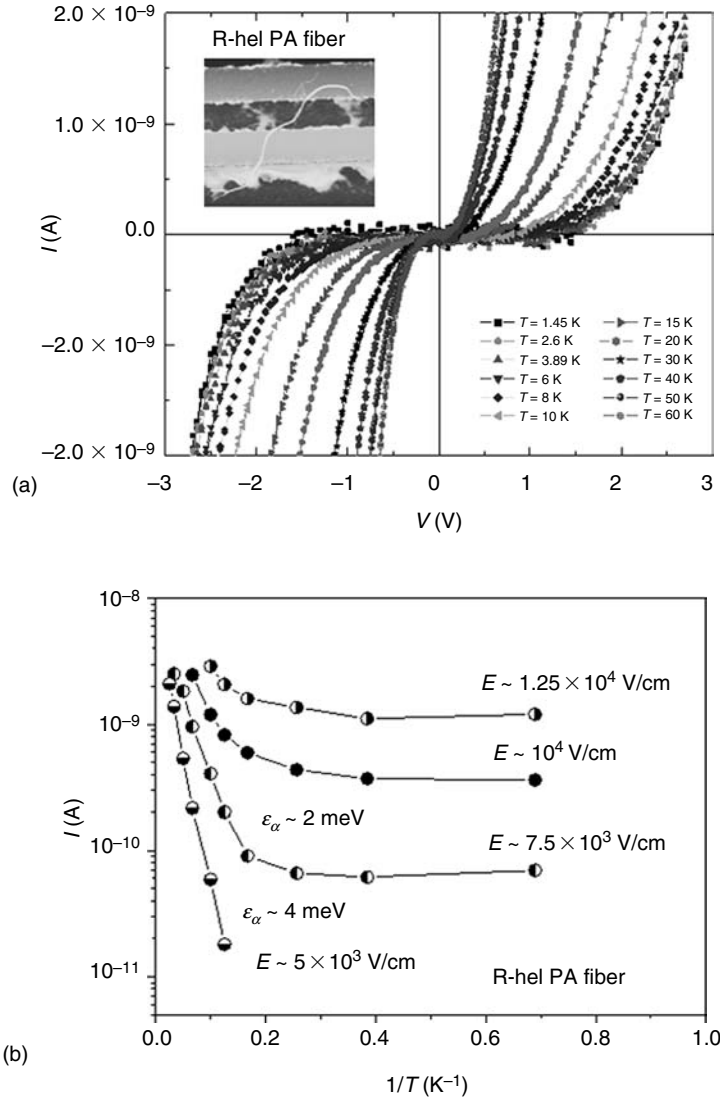 2.0 × 10⁻⁹
R-hel PA fiber
1.0 × 10⁻⁹
0.0
I (A)
T = 1.45 K
T = 2.6 K
T = 3.89 K
T = 6 K
T = 8 K
T = 10 K
T = 15 K
T = 20 K
T = 30 K
T = 40 K
T = 50 K
T = 60 K
−2.0 × 10⁻⁹
−2.0 × 10⁻⁹
(a)
−3 −2 −1 0 1 2 3
V (V)
10⁻⁸
E ~ 1.25 × 10⁴ V/cm
10⁻⁹
E ~ 10⁴ V/cm
I (A)
εα ~ 2 meV
10⁻¹⁰
E ~ 7.5 × 10³ V/cm
εα ~ 4 meV
E ~ 5 × 10³ V/cm
10⁻¹¹
R-hel PA fiber
(b)
0.0 0.2 0.4 0.6 0.8 1.0
1/T (K⁻¹)